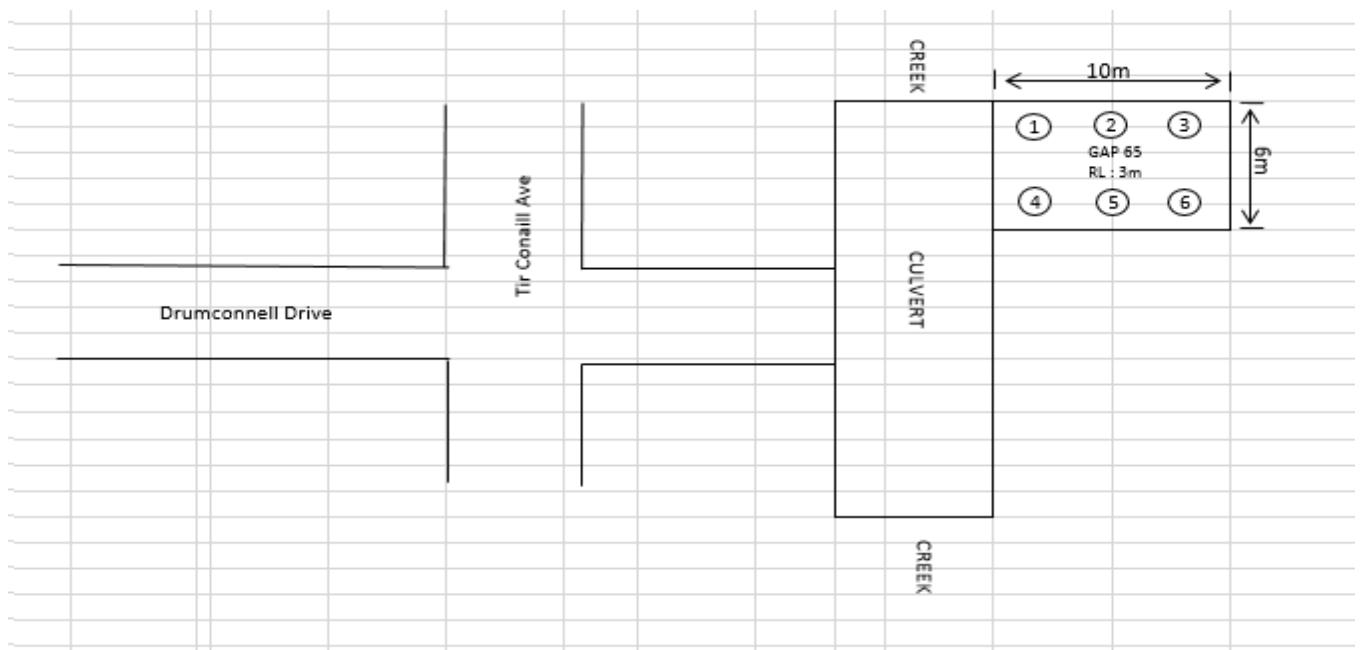 CREEK
10m
1 2 3
GAP 65
RL : 3m
6m
4 5 6
Tir Conaill Ave
CULVERT
Drumconnell Drive
CREEK